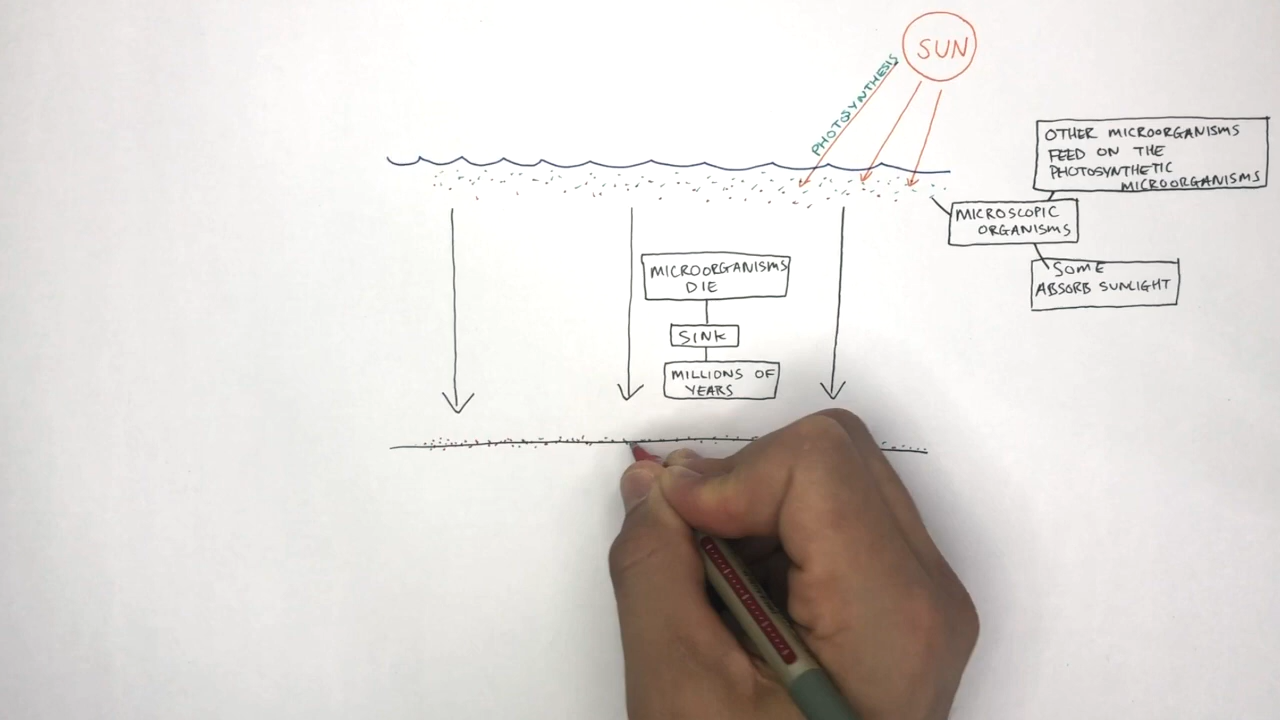 SUN
PHOTOSYNTHESIS
OTHER MICROORGANISMS
FEED ON THE
PHOTOSYNTHETIC
MICROORGANISMS
MICROSCOPIC
ORGANISMS
SOME
ABSORB SUNLIGHT
MICROORGANISMS
DIE
SINK
MILLIONS OF
YEARS